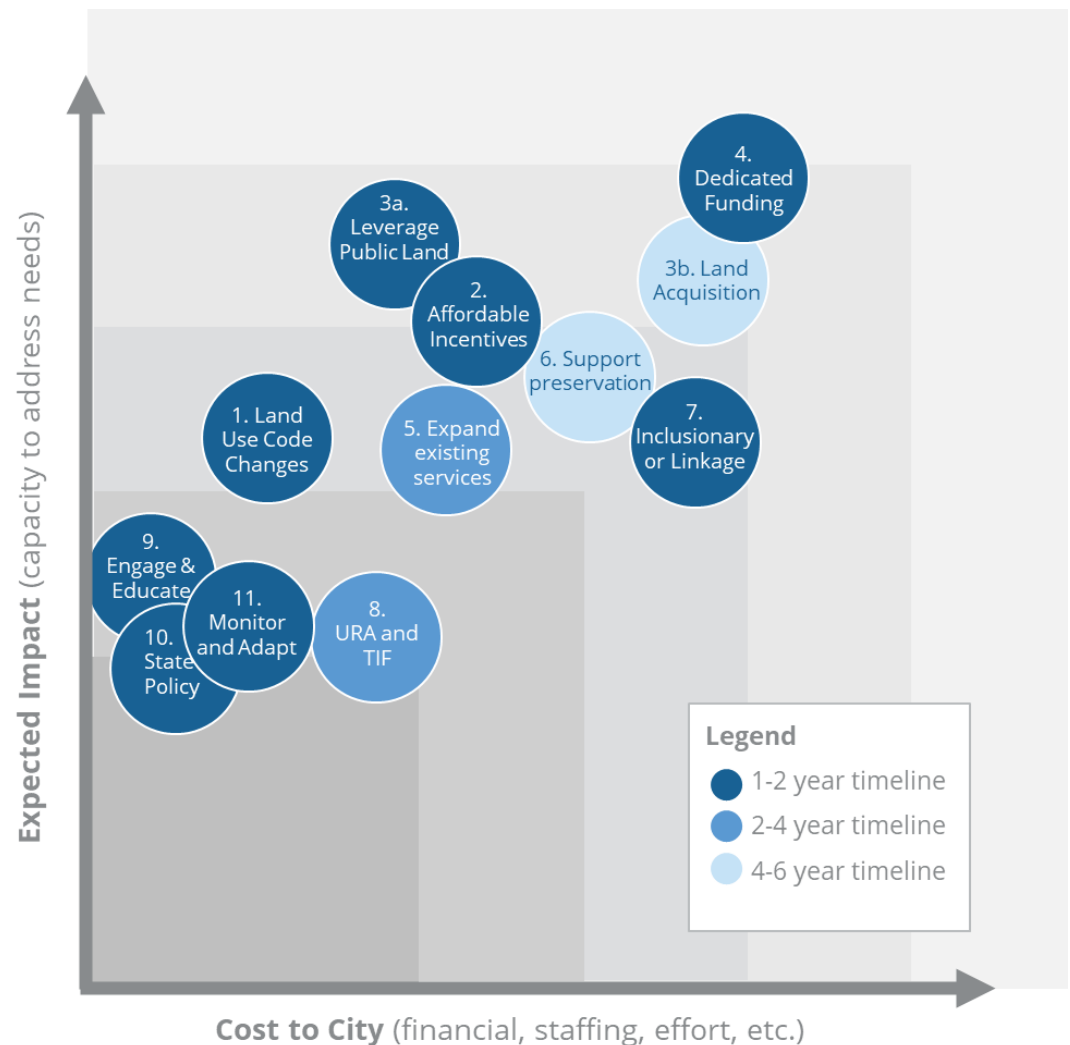 Expected Impact (capacity to address needs)
4.
Dedicated
Funding
3a.
Leverage
Public Land
3b. Land
Acquisition
2.
Affordable
Incentives
6. Support
preservation
1. Land
Use Code
Changes
5. Expand
existing
services
7.
Inclusionary
or Linkage
9.
Engage &
Educate
11.
Monitor
and Adapt
8.
URA and
TIF
10.
State
Policy
Legend
1-2 year timeline
2-4 year timeline
4-6 year timeline
Cost to City (financial, staffing, effort, etc.)